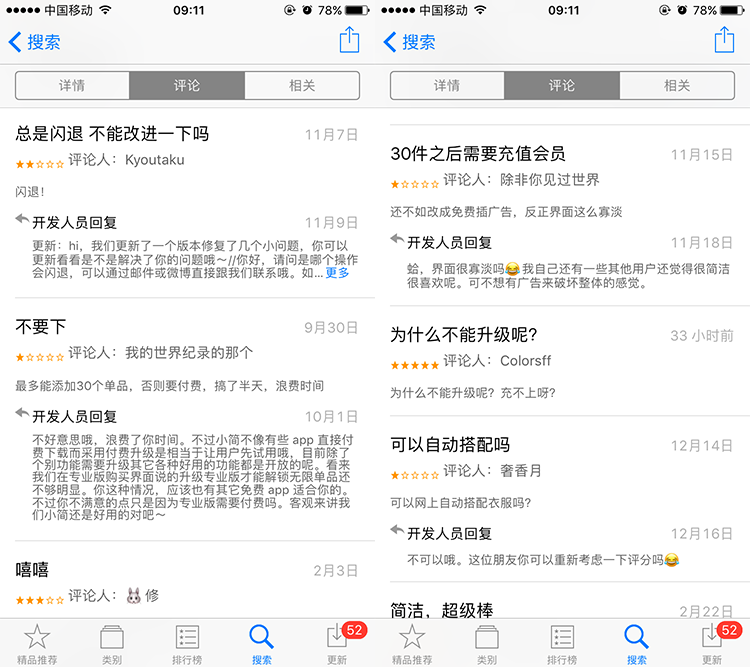 中国移动 09:11 78%
搜索
详情 评论 相关
总是闪退 不能改进一下吗 11月7日
评论人：Kyoutaku
闪退！
开发人员回复 11月9日
更新：hi，我们更新了一个版本修复了几个小问题，你可以
更新看看是不是解决了你的问题哦～//你好，请问是哪个操作
会闪退，可以通过邮件或微博直接跟我们联系哦。如...更多
不要下 9月30日
评论人：我的世界纪录的那个
最多能添加30个单品，否则要付费，搞了半天，浪费时间
开发人员回复 10月1日
不好意思哦，浪费了你时间。不过小简不像有些 app 直接付
费下载而采用付费升级是相当于让用户先试用哦，目前除了
个别功能需要升级其它各种好用的功能都是开放的呢。看来
我们在专业版购买界面说的升级专业版才能解锁无限单品还
不够明显。你这种情况，应该也有其它免费 app 适合你的。
不过你不满意的点只是因为专业版需要付费吗。客观来讲我
们小简还是好用的对吧～
嘻嘻 2月3日
评论人：🐰 修
精品推荐 类别 排行榜 搜索 更新 52
中国移动 09:11 78%
搜索
详情 评论 相关
30件之后需要充值会员 11月15日
评论人：除非你见过世界
还不如改成免费插广告，反正界面这么寡淡
开发人员回复 11月18日
蛤，界面很寡淡吗😂我自己还有一些其他用户还觉得很简洁
很喜欢呢。可不想有广告来破坏整体的感觉。
为什么不能升级呢？ 33 小时前
评论人：Colorsff
为什么不能升级呢？充不上呀？
可以自动搭配吗 12月14日
评论人：奢香月
可以网上自动搭配衣服吗？
开发人员回复 12月16日
不可以哦。这位朋友你可以重新考虑一下评分吗😂
简洁，超级棒 2月22日
精品推荐 类别 排行榜 搜索 更新 52